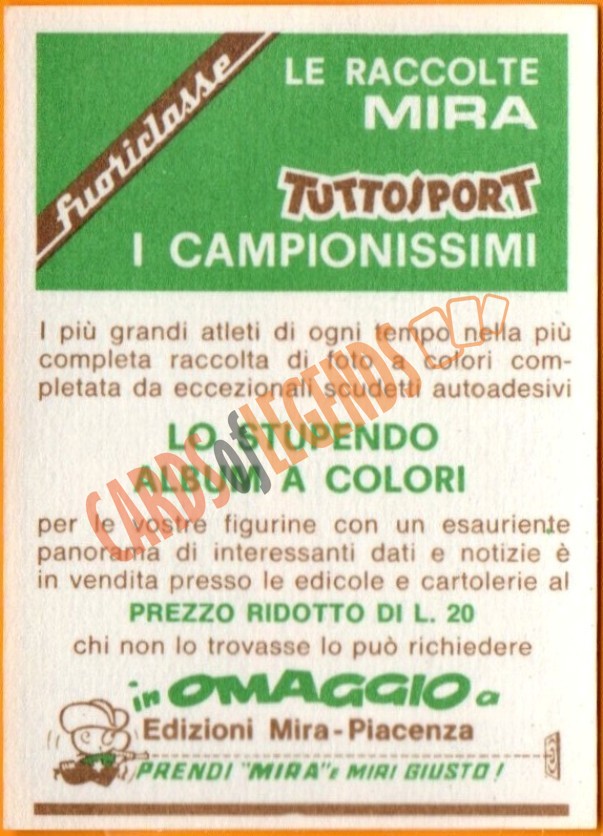 fuoriclasse
LE RACCOLTE
MIRA
TUTTOSPORT
I CAMPIONISSIMI
I più grandi atleti di ogni tempo nella più
completa raccolta di foto a colori com-
pletata da eccezionali scudetti autoadesivi
LO STUPENDO
ALBUM A COLORI
CARDS of LEGENDS
per le vostre figurine con un esauriente
panorama di interessanti dati e notizie è
in vendita presso le edicole e cartolerie al
PREZZO RIDOTTO DI L. 20
chi non lo trovasse lo può richiedere
in OMAGGIO a
Edizioni Mira-Piacenza
PRENDI "MIRA" e MIRI GIUSTO!